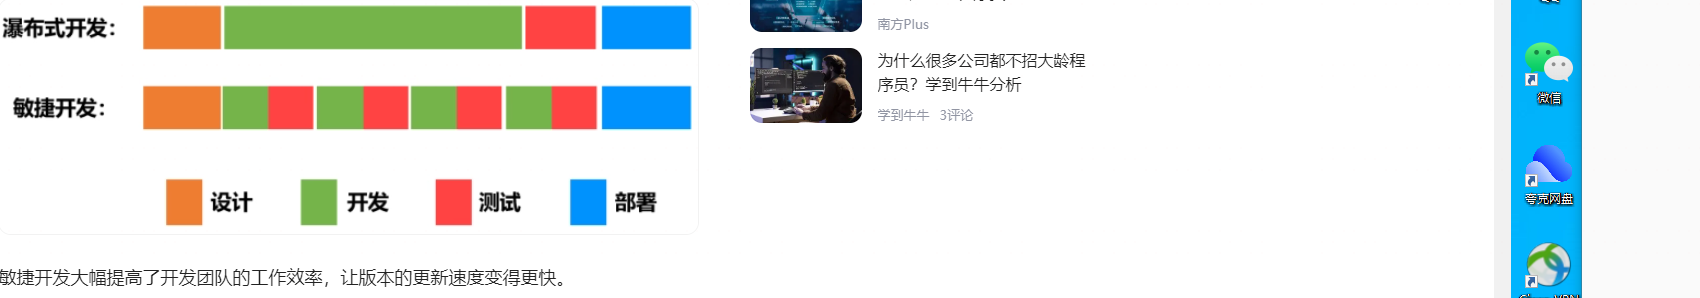 瀑布式开发：
敏捷开发：
设计
开发
测试
部署
敏捷开发大幅提高了开发团队的工作效率，让版本的更新速度变得更快。
南方Plus
为什么很多公司都不招大龄程
序员？学到牛牛分析
学到牛牛 3评论
微信
夸克网盘